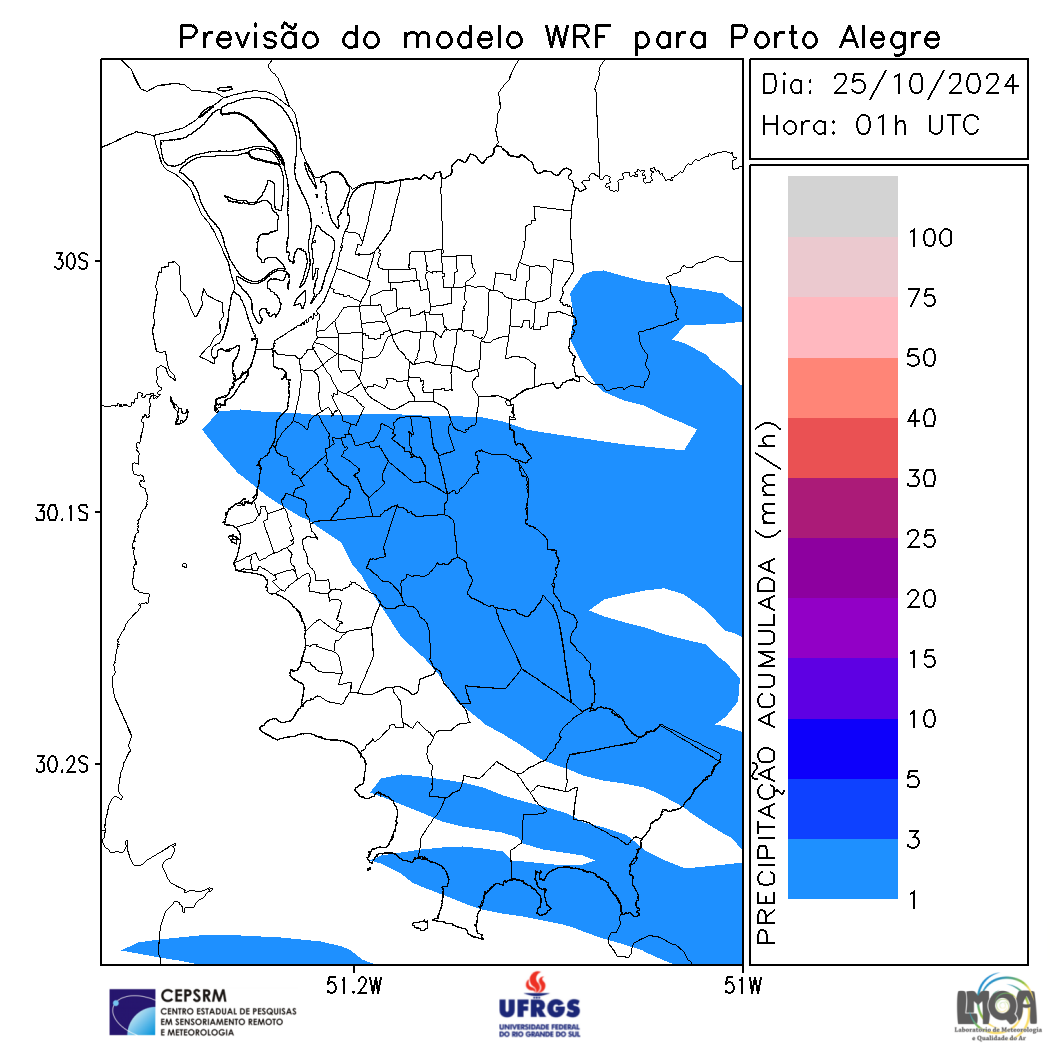 Previsão do modelo WRF para Porto Alegre
Dia: 25/10/2024
Hora: 01h UTC
30S
30.1S
30.2S
51.2W
51W
PRECIPITAÇÃO ACUMULADA (mm/h)
100
75
50
40
30
25
20
15
10
5
3
1
CEPSRM
CENTRO ESTADUAL DE PESQUISAS
EM SENSORIAMENTO REMOTO
E METEOROLOGIA
UFRGS
UNIVERSIDADE FEDERAL
DO RIO GRANDE DO SUL
LMQA
Laboratório de Meteorologia
e Qualidade do Ar